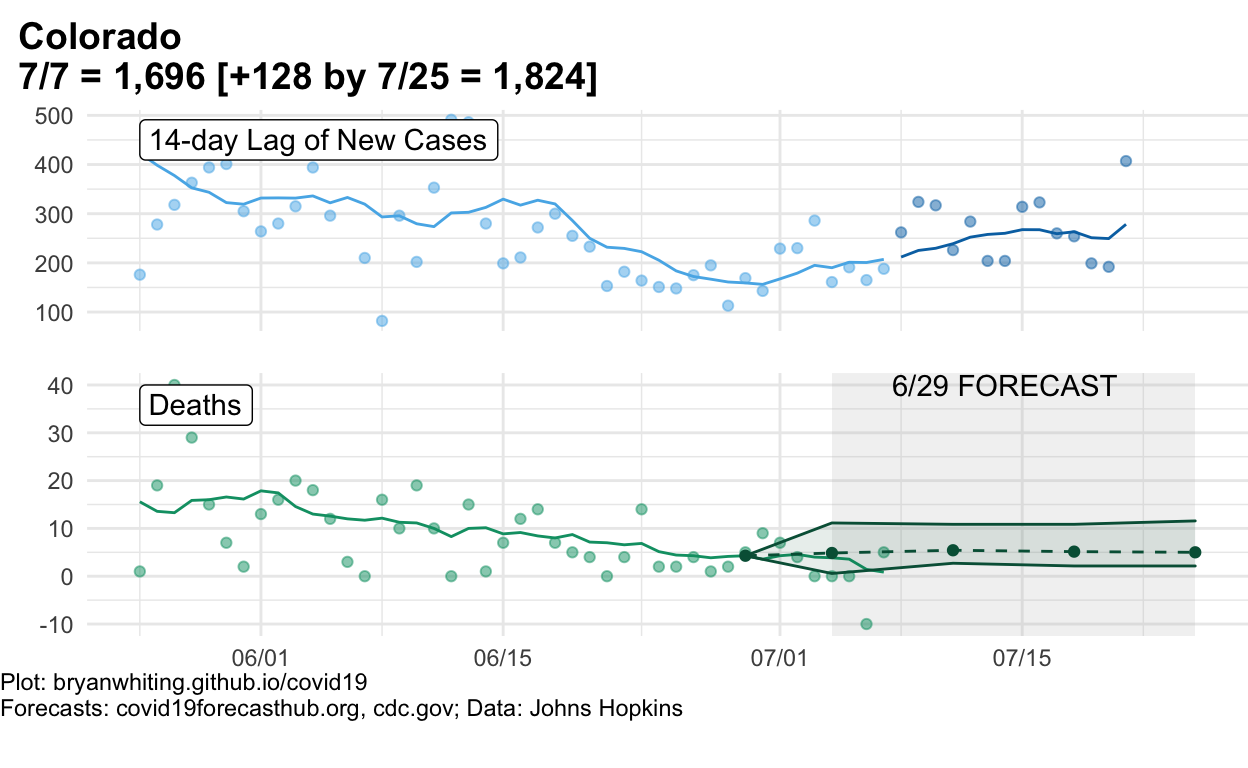 Colorado
7/7 = 1,696 [+128 by 7/25 = 1,824]
500
14-day Lag of New Cases
400
300
200
100
40
6/29 FORECAST
Deaths
30
20
10
0
-10
06/01 06/15 07/01 07/15
Plot: bryanwhiting.github.io/covid19
Forecasts: covid19forecasthub.org, cdc.gov; Data: Johns Hopkins